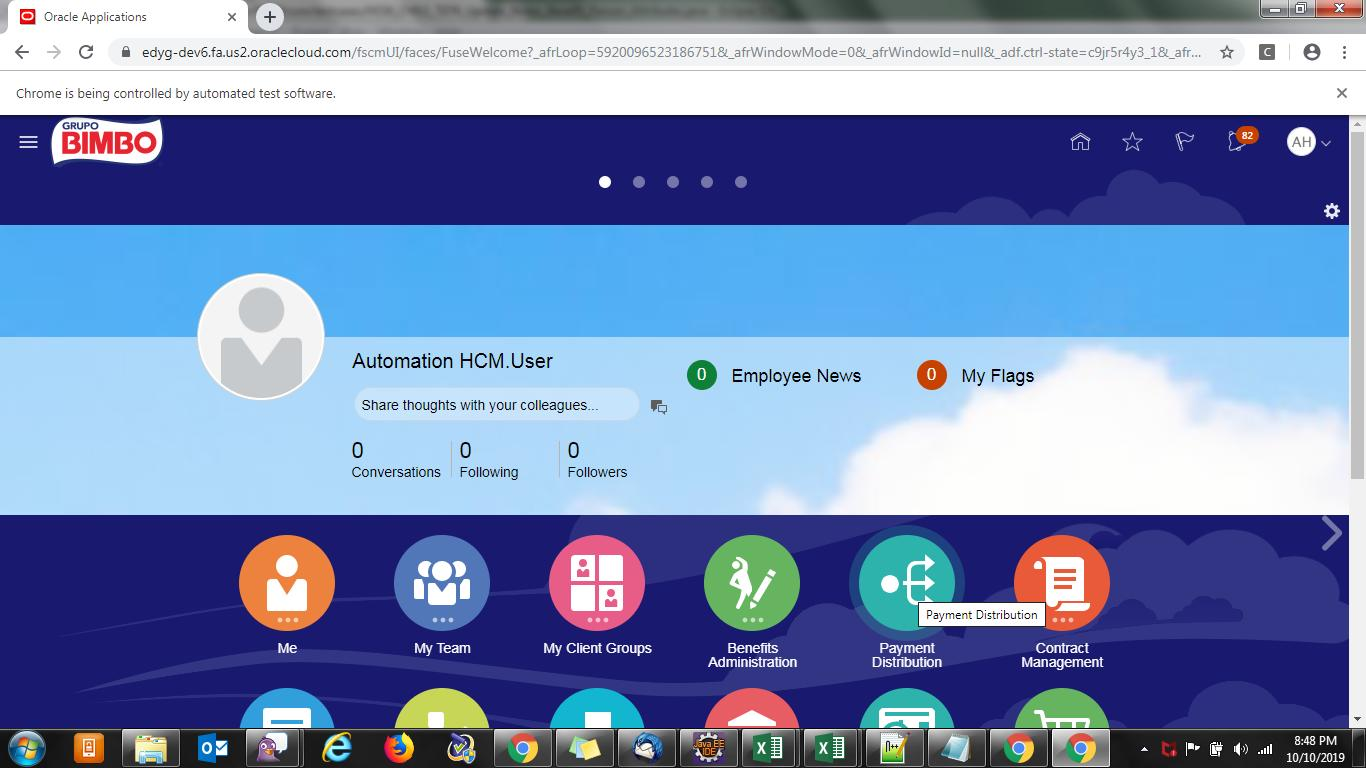 Oracle Applications
edyg-dev6.fa.us2.oraclecloud.com/fscmUI/faces/FuseWelcome?_afrLoop=5920096523186751&_afrWindowMode=0&_afrWindowId=null&_adf.ctrl-state=c9jr5r4y3_1&_afr...
C
Chrome is being controlled by automated test software.
GRUPO
BIMBO
82
AH
Automation HCM.User
0 Employee News
0 My Flags
Share thoughts with your colleagues...
0 0 0
Conversations Following Followers
Payment Distribution
Me
My Team
My Client Groups
Benefits
Administration
Payment
Distribution
Contract
Management
Java EE
IDE
8:48 PM
10/10/2019